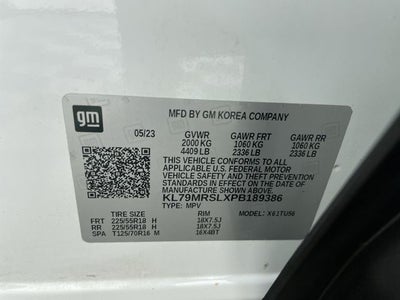 gm
MFD BY GM KOREA COMPANY
05/23 GVWR GAWR FRT GAWR RR
2000 KG 1060 KG 1060 KG
4409 LB 2336 LB 2336 LB
THIS VEHICLE CONFORMS TO ALL APPLICABLE
U.S. FEDERAL MOTOR
VEHICLE SAFETY AND
THEFT PREVENTION STANDARDS IN EFFECT ON THE DATE OF
MANUFACTURE SHOWN ABOVE.
KL79MRSLXPB189386
TYPE: MPV MODEL: X61TUS6
TIRE SIZE RIM
FRT 225/55R18 H 18X7.5J
RR 225/55R18 H 18X7.5J
SPA T125/70R16 M 16X4BT